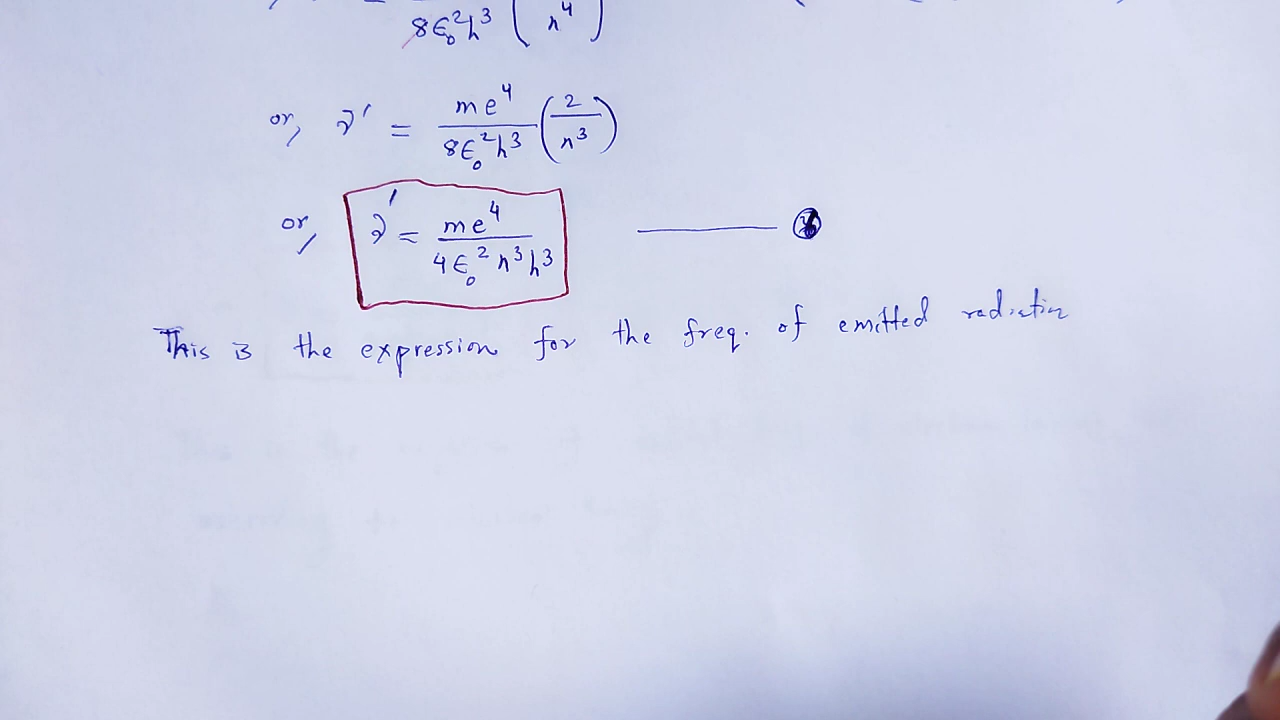 8ϵ₀²h³ ( n⁴ )
or, ν' = me⁴ / 8ϵ₀²h³ (2 / n³)
or, ν' = me⁴ / 4ϵ₀²n³h³
This is the expression for the freq. of emitted radiation